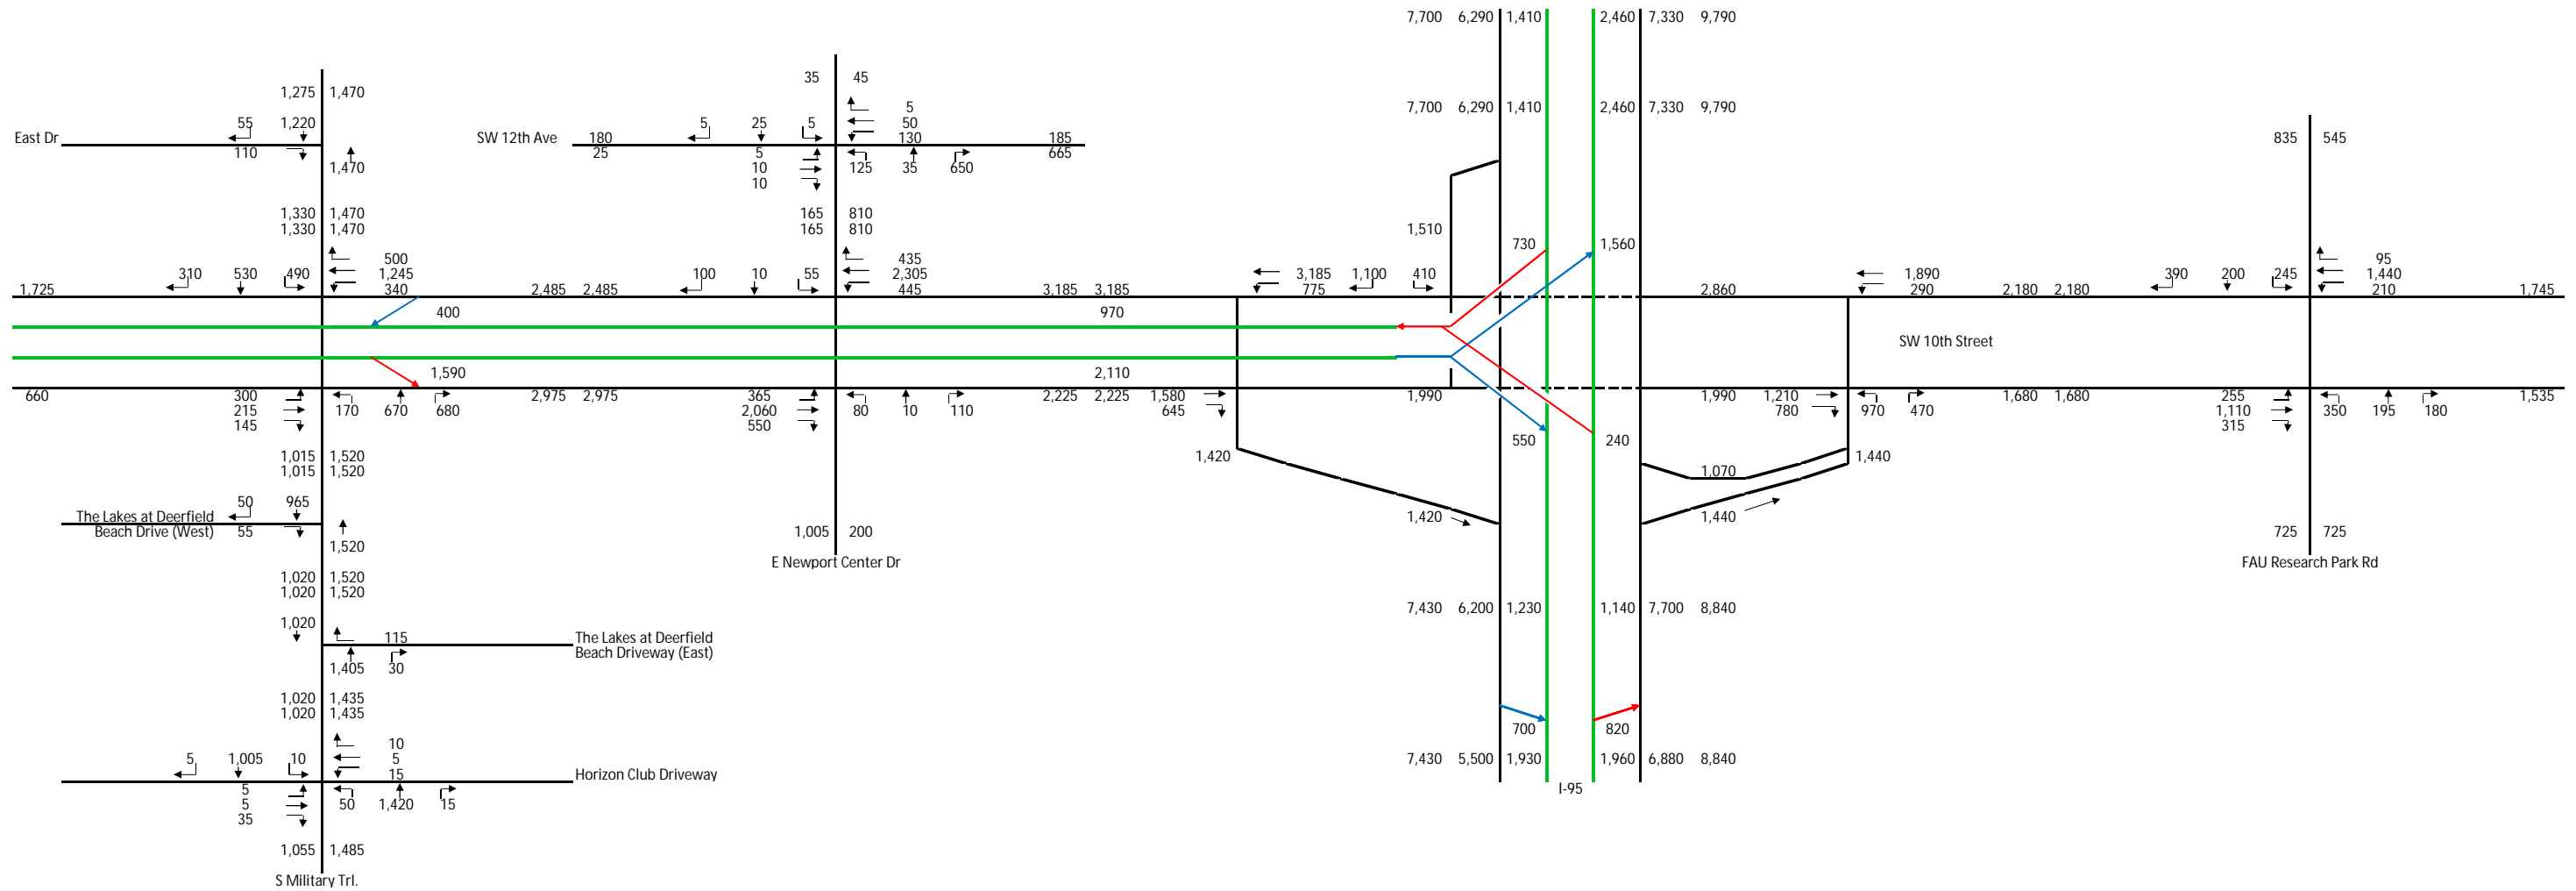 7,700 6,290 1,410 2,460 7,330 9,790
35 45
1,275 1,470
5
7,700 6,290 1,410 2,460 7,330 9,790
55 1,220 5 25 5 50
East Dr SW 12th Ave 180 130 185 835 545
110 25 5 665
1,470 10 125 35 650
10
1,330 1,470 165 810
1,330 1,470 165 810 1,510
730 1,560
500 435 95
310 530 490 1,245 100 10 55 2,305 3,185 1,100 410 1,890 390 200 245 1,440
1,725 340 2,485 2,485 445 3,185 3,185 775 2,860 290 2,180 2,180 210 1,745
400 970
SW 10th Street
1,590 2,110
660 300 2,975 2,975 365 2,225 2,225 1,580 1,990 1,990 1,210 1,680 1,680 255 1,535
215 170 670 680 2,060 80 10 110 645 780 970 470 1,110 350 195 180
145 550 315
550 240
1,015 1,520 1,420 1,440
1,015 1,520 1,070
50 965
The Lakes at Deerfield 1,420 1,440
Beach Drive (West) 55 1,005 200 725 725
1,520
E Newport Center Dr FAU Research Park Rd
1,020 1,520
1,020 1,520
7,430 6,200 1,230 1,140 7,700 8,840
1,020
115 The Lakes at Deerfield
Beach Driveway (East)
1,405 30
1,020 1,435
1,020 1,435
700 820
10
5 1,005 10 5 7,430 5,500 1,930 1,960 6,880 8,840
15 Horizon Club Driveway
5 I-95
5 50 1,420 15
35
1,055 1,485
S Military Trl.